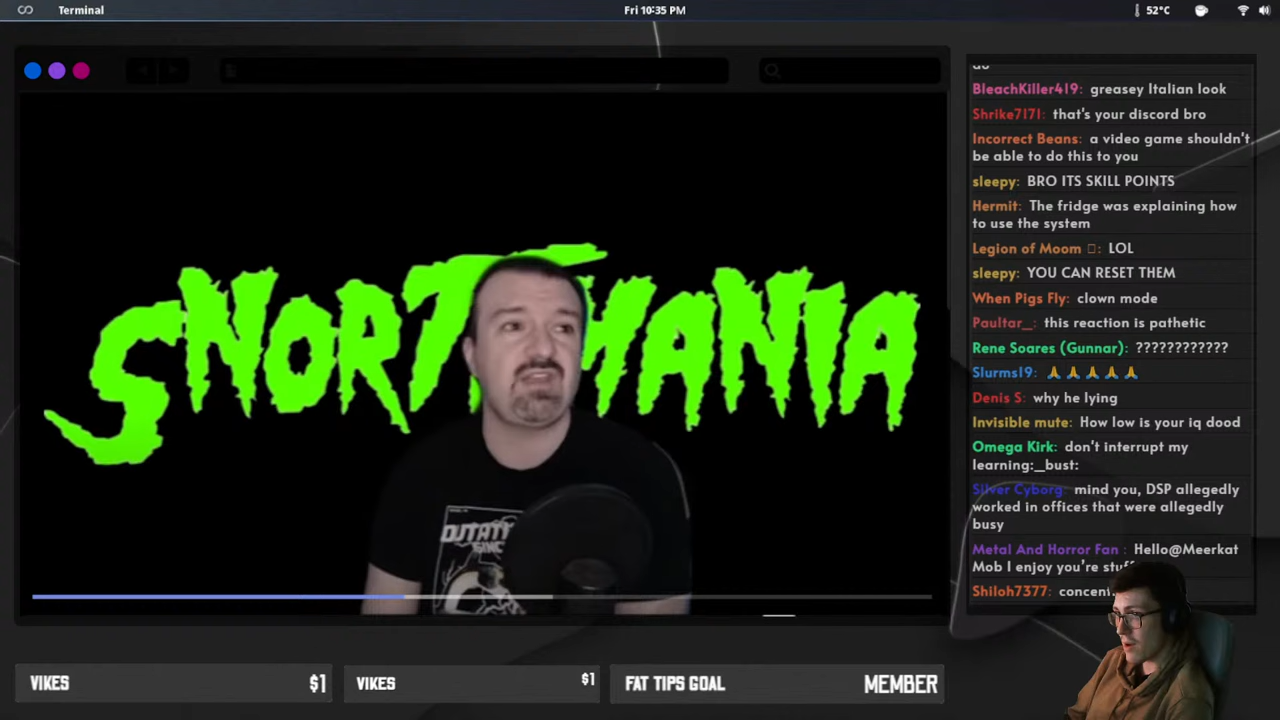 Terminal
Fri 10:35 PM
52°C
BleachKiller419: greasey Italian look
Shrike7171: that's your discord bro
Incorrect Beans: a video game shouldn't
be able to do this to you
sleepy: BRO ITS SKILL POINTS
Hermit: The fridge was explaining how
to use the system
Legion of Moom : LOL
sleepy: YOU CAN RESET THEM
When Pigs Fly: clown mode
Paultar_: this reaction is pathetic
Rene Soares (Gunnar): ????????????
Slurms19: 🙏🙏🙏🙏🙏
Denis S: why he lying
Invisible mute: How low is your iq dood
Omega Kirk: don't interrupt my
learning:_bust:
Silver Cyborg: mind you, DSP allegedly
worked in offices that were allegedly
busy
Metal And Horror Fan : Hello@Meerkat
Mob I enjoy you're
Shiloh7377:
SNORTMANIA
VIKES $1
VIKES $1
FAT TIPS GOAL MEMBER